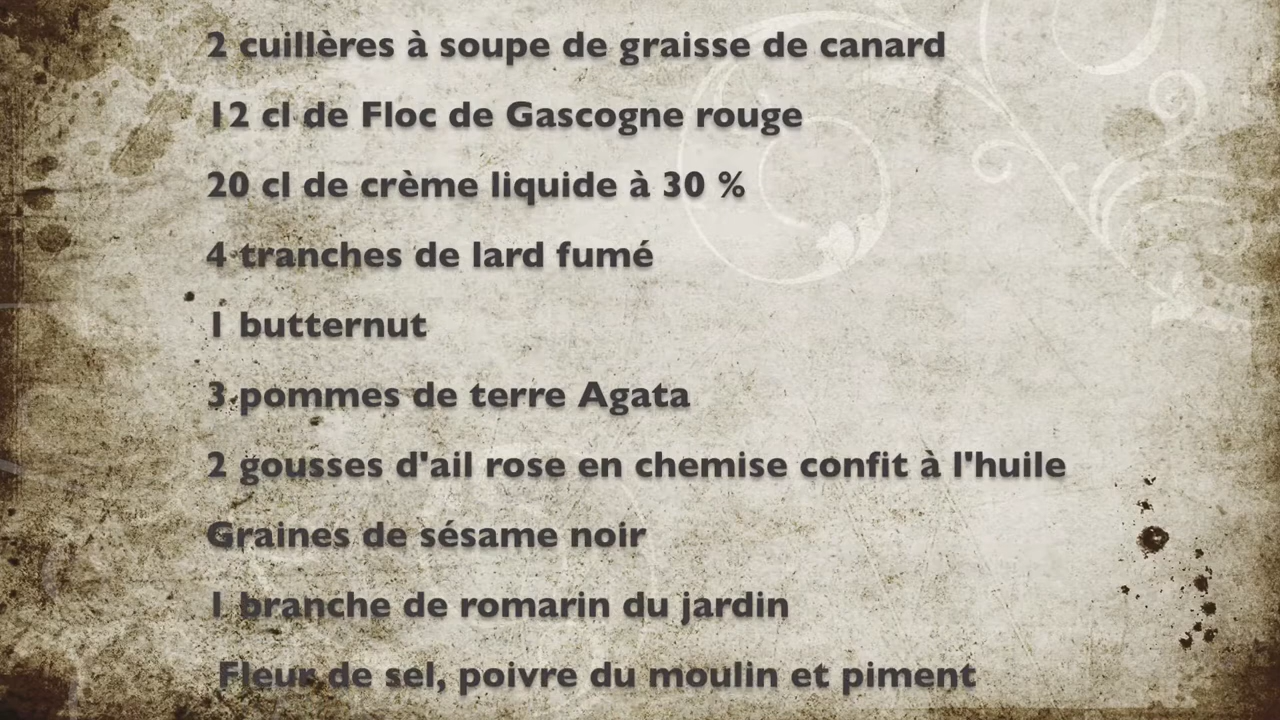 2 cuillères à soupe de graisse de canard
12 cl de Floc de Gascogne rouge
20 cl de crème liquide à 30 %
4 tranches de lard fumé
1 butternut
3 pommes de terre Agata
2 gousses d'ail rose en chemise confit à l'huile
Graines de sésame noir
1 branche de romarin du jardin
Fleur de sel, poivre du moulin et piment